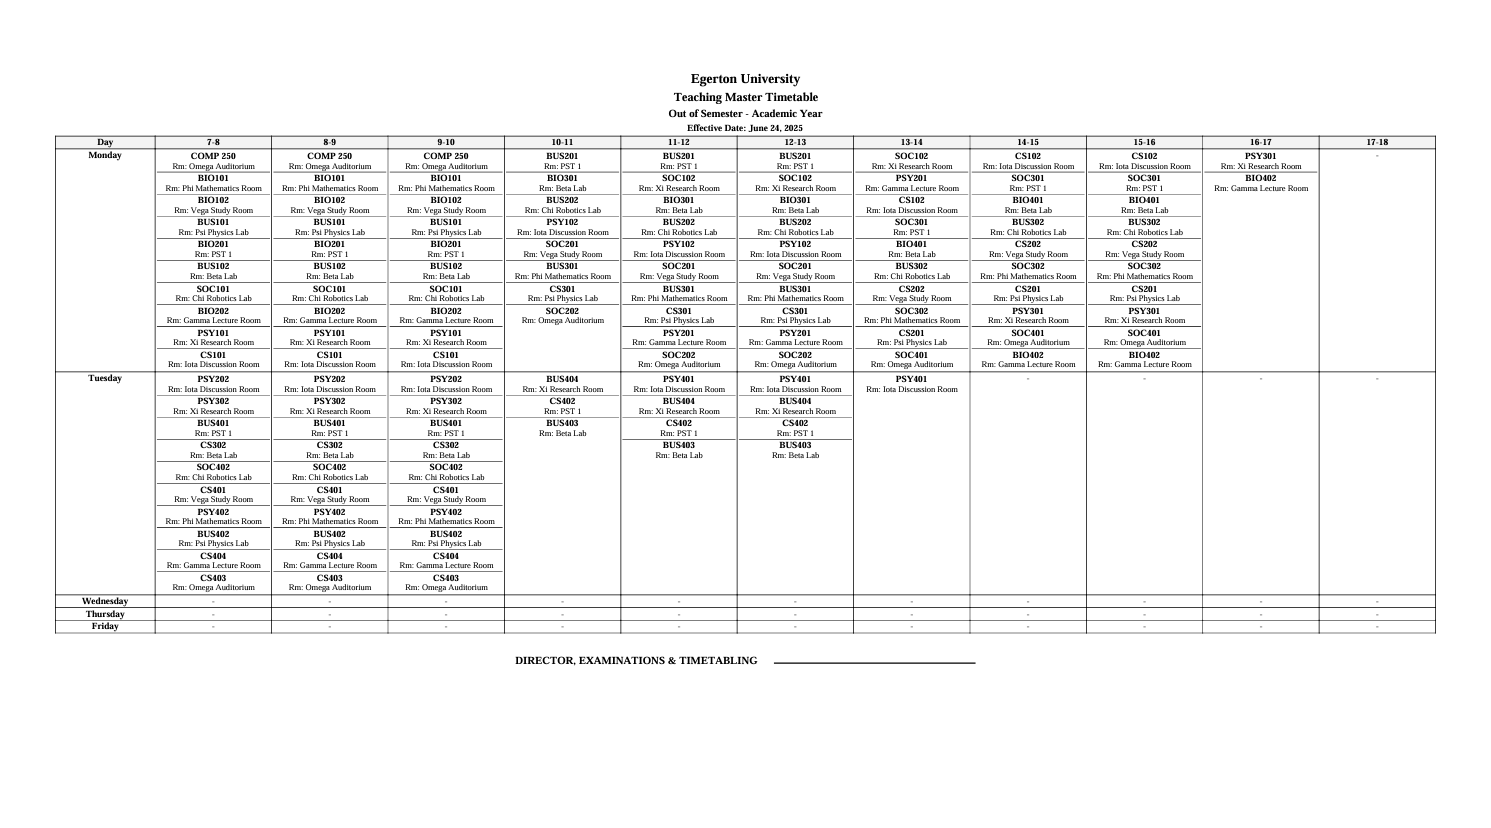 Egerton University
Teaching Master Timetable
Out of Semester - Academic Year
Effective Date: June 24, 2025
Day 7-8 8-9 9-10 10-11 11-12 12-13 13-14 14-15 15-16 16-17 17-18
Monday COMP 250 COMP 250 COMP 250 BUS201 BUS201 BUS201 SOC102 CS102 CS102 PSY301 -
Rm: Omega Auditorium Rm: Omega Auditorium Rm: Omega Auditorium Rm: PST 1 Rm: PST 1 Rm: PST 1 Rm: Xi Research Room Rm: Iota Discussion Room Rm: Iota Discussion Room Rm: Xi Research Room
BIO101 BIO101 BIO101 BIO301 SOC102 SOC102 PSY201 SOC301 SOC301 BIO402
Rm: Phi Mathematics Room Rm: Phi Mathematics Room Rm: Phi Mathematics Room Rm: Beta Lab Rm: Xi Research Room Rm: Xi Research Room Rm: Gamma Lecture Room Rm: PST 1 Rm: PST 1 Rm: Gamma Lecture Room
BIO102 BIO102 BIO102 BUS202 BIO301 BIO301 CS102 BIO401 BIO401
Rm: Vega Study Room Rm: Vega Study Room Rm: Vega Study Room Rm: Chi Robotics Lab Rm: Beta Lab Rm: Beta Lab Rm: Iota Discussion Room Rm: Beta Lab Rm: Beta Lab
BUS101 BUS101 BUS101 PSY102 BUS202 BUS202 SOC301 BUS302 BUS302
Rm: Psi Physics Lab Rm: Psi Physics Lab Rm: Psi Physics Lab Rm: Iota Discussion Room Rm: Chi Robotics Lab Rm: Chi Robotics Lab Rm: PST 1 Rm: Chi Robotics Lab Rm: Chi Robotics Lab
BIO201 BIO201 BIO201 SOC201 PSY102 PSY102 BIO401 CS202 CS202
Rm: PST 1 Rm: PST 1 Rm: PST 1 Rm: Vega Study Room Rm: Iota Discussion Room Rm: Iota Discussion Room Rm: Beta Lab Rm: Vega Study Room Rm: Vega Study Room
BUS102 BUS102 BUS102 BUS301 SOC201 SOC201 BUS302 SOC302 SOC302
Rm: Beta Lab Rm: Beta Lab Rm: Beta Lab Rm: Phi Mathematics Room Rm: Vega Study Room Rm: Vega Study Room Rm: Chi Robotics Lab Rm: Phi Mathematics Room Rm: Phi Mathematics Room
SOC101 SOC101 SOC101 CS301 BUS301 BUS301 CS202 CS201 CS201
Rm: Chi Robotics Lab Rm: Chi Robotics Lab Rm: Chi Robotics Lab Rm: Psi Physics Lab Rm: Phi Mathematics Room Rm: Phi Mathematics Room Rm: Vega Study Room Rm: Psi Physics Lab Rm: Psi Physics Lab
BIO202 BIO202 BIO202 SOC202 CS301 CS301 SOC302 PSY301 PSY301
Rm: Gamma Lecture Room Rm: Gamma Lecture Room Rm: Gamma Lecture Room Rm: Omega Auditorium Rm: Psi Physics Lab Rm: Psi Physics Lab Rm: Phi Mathematics Room Rm: Xi Research Room Rm: Xi Research Room
PSY101 PSY101 PSY101 PSY201 PSY201 CS201 SOC401 SOC401
Rm: Xi Research Room Rm: Xi Research Room Rm: Xi Research Room Rm: Gamma Lecture Room Rm: Gamma Lecture Room Rm: Psi Physics Lab Rm: Omega Auditorium Rm: Omega Auditorium
CS101 CS101 CS101 SOC202 SOC202 SOC401 BIO402 BIO402
Rm: Iota Discussion Room Rm: Iota Discussion Room Rm: Iota Discussion Room Rm: Omega Auditorium Rm: Omega Auditorium Rm: Omega Auditorium Rm: Gamma Lecture Room Rm: Gamma Lecture Room
Tuesday PSY202 PSY202 PSY202 BUS404 PSY401 PSY401 PSY401 - - - -
Rm: Iota Discussion Room Rm: Iota Discussion Room Rm: Iota Discussion Room Rm: Xi Research Room Rm: Iota Discussion Room Rm: Iota Discussion Room Rm: Iota Discussion Room
PSY302 PSY302 PSY302 CS402 BUS404 BUS404
Rm: Xi Research Room Rm: Xi Research Room Rm: Xi Research Room Rm: PST 1 Rm: Xi Research Room Rm: Xi Research Room
BUS401 BUS401 BUS401 BUS403 CS402 CS402
Rm: PST 1 Rm: PST 1 Rm: PST 1 Rm: Beta Lab Rm: PST 1 Rm: PST 1
CS302 CS302 CS302 BUS403 BUS403
Rm: Beta Lab Rm: Beta Lab Rm: Beta Lab Rm: Beta Lab Rm: Beta Lab
SOC402 SOC402 SOC402
Rm: Chi Robotics Lab Rm: Chi Robotics Lab Rm: Chi Robotics Lab
CS401 CS401 CS401
Rm: Vega Study Room Rm: Vega Study Room Rm: Vega Study Room
PSY402 PSY402 PSY402
Rm: Phi Mathematics Room Rm: Phi Mathematics Room Rm: Phi Mathematics Room
BUS402 BUS402 BUS402
Rm: Psi Physics Lab Rm: Psi Physics Lab Rm: Psi Physics Lab
CS404 CS404 CS404
Rm: Gamma Lecture Room Rm: Gamma Lecture Room Rm: Gamma Lecture Room
CS403 CS403 CS403
Rm: Omega Auditorium Rm: Omega Auditorium Rm: Omega Auditorium
Wednesday - - - - - - - - - - -
Thursday - - - - - - - - - - -
Friday - - - - - - - - - - -
DIRECTOR, EXAMINATIONS & TIMETABLING